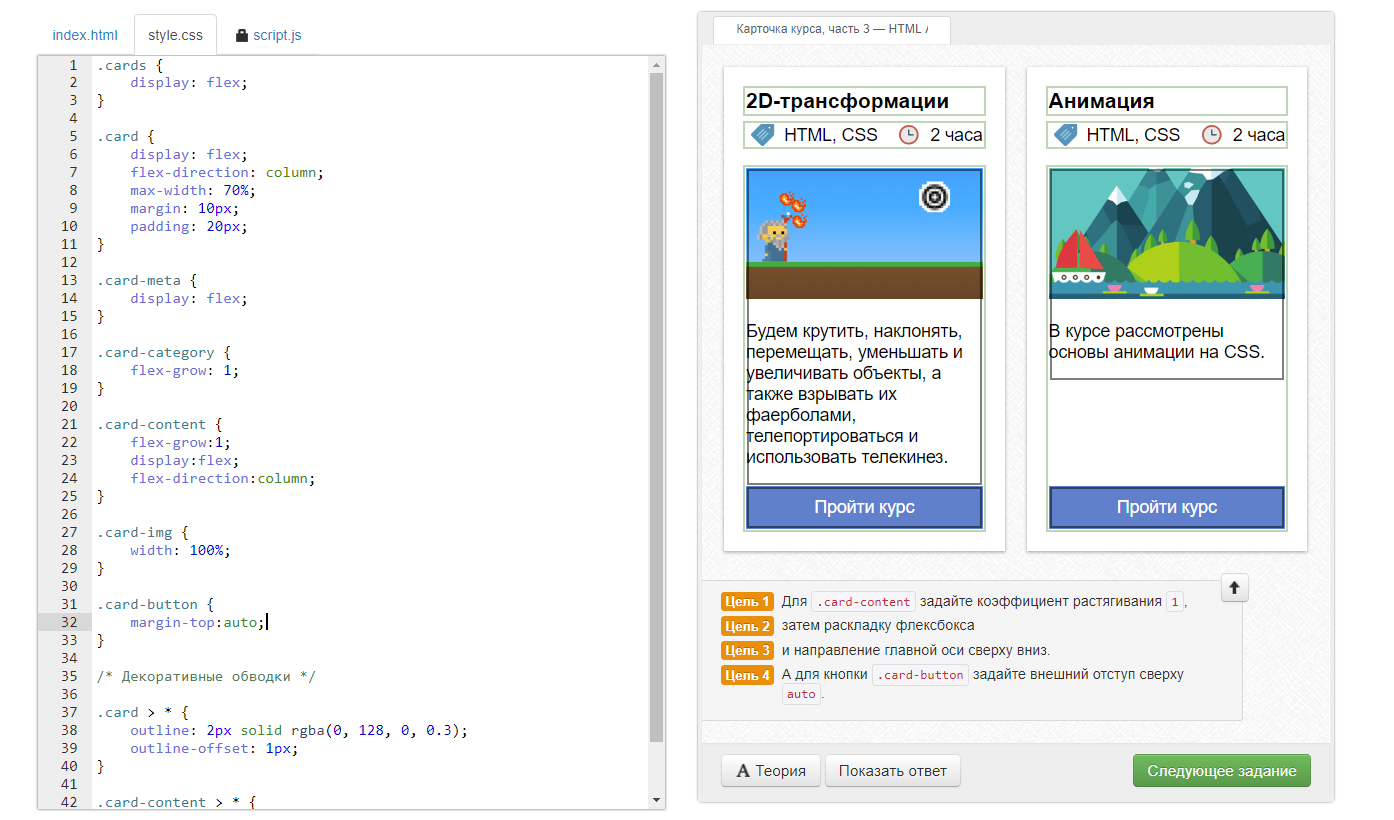 index.html style.css script.js
1 .cards {
2 display: flex;
3 }
4
5 .card {
6 display: flex;
7 flex-direction: column;
8 max-width: 70%;
9 margin: 10px;
10 padding: 20px;
11 }
12
13 .card-meta {
14 display: flex;
15 }
16
17 .card-category {
18 flex-grow: 1;
19 }
20
21 .card-content {
22 flex-grow:1;
23 display:flex;
24 flex-direction:column;
25 }
26
27 .card-img {
28 width: 100%;
29 }
30
31 .card-button {
32 margin-top:auto;
33 }
34
35 /* Декоративные обводки */
36
37 .card > * {
38 outline: 2px solid rgba(0, 128, 0, 0.3);
39 outline-offset: 1px;
40 }
41
42 .card-content > * {
Карточка курса, часть 3 — HTML /
2D-трансформации
HTML, CSS 2 часа
Будем крутить, наклонять,
перемещать, уменьшать и
увеличивать объекты, а
также взрывать их
фаерболами,
телепортироваться и
использовать телекинез.
Пройти курс
Анимация
HTML, CSS 2 часа
В курсе рассмотрены
основы анимации на CSS.
Пройти курс
Цель 1 Для .card-content задайте коэффициент растягивания 1 ,
Цель 2 затем раскладку флексбокса
Цель 3 и направление главной оси сверху вниз.
Цель 4 А для кнопки .card-button задайте внешний отступ сверху
auto .
A Теория Показать ответ Следующее задание